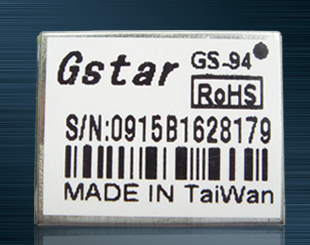 Gstar GS-94
RoHS
S/N:0915B1628179
MADE IN TaiWan